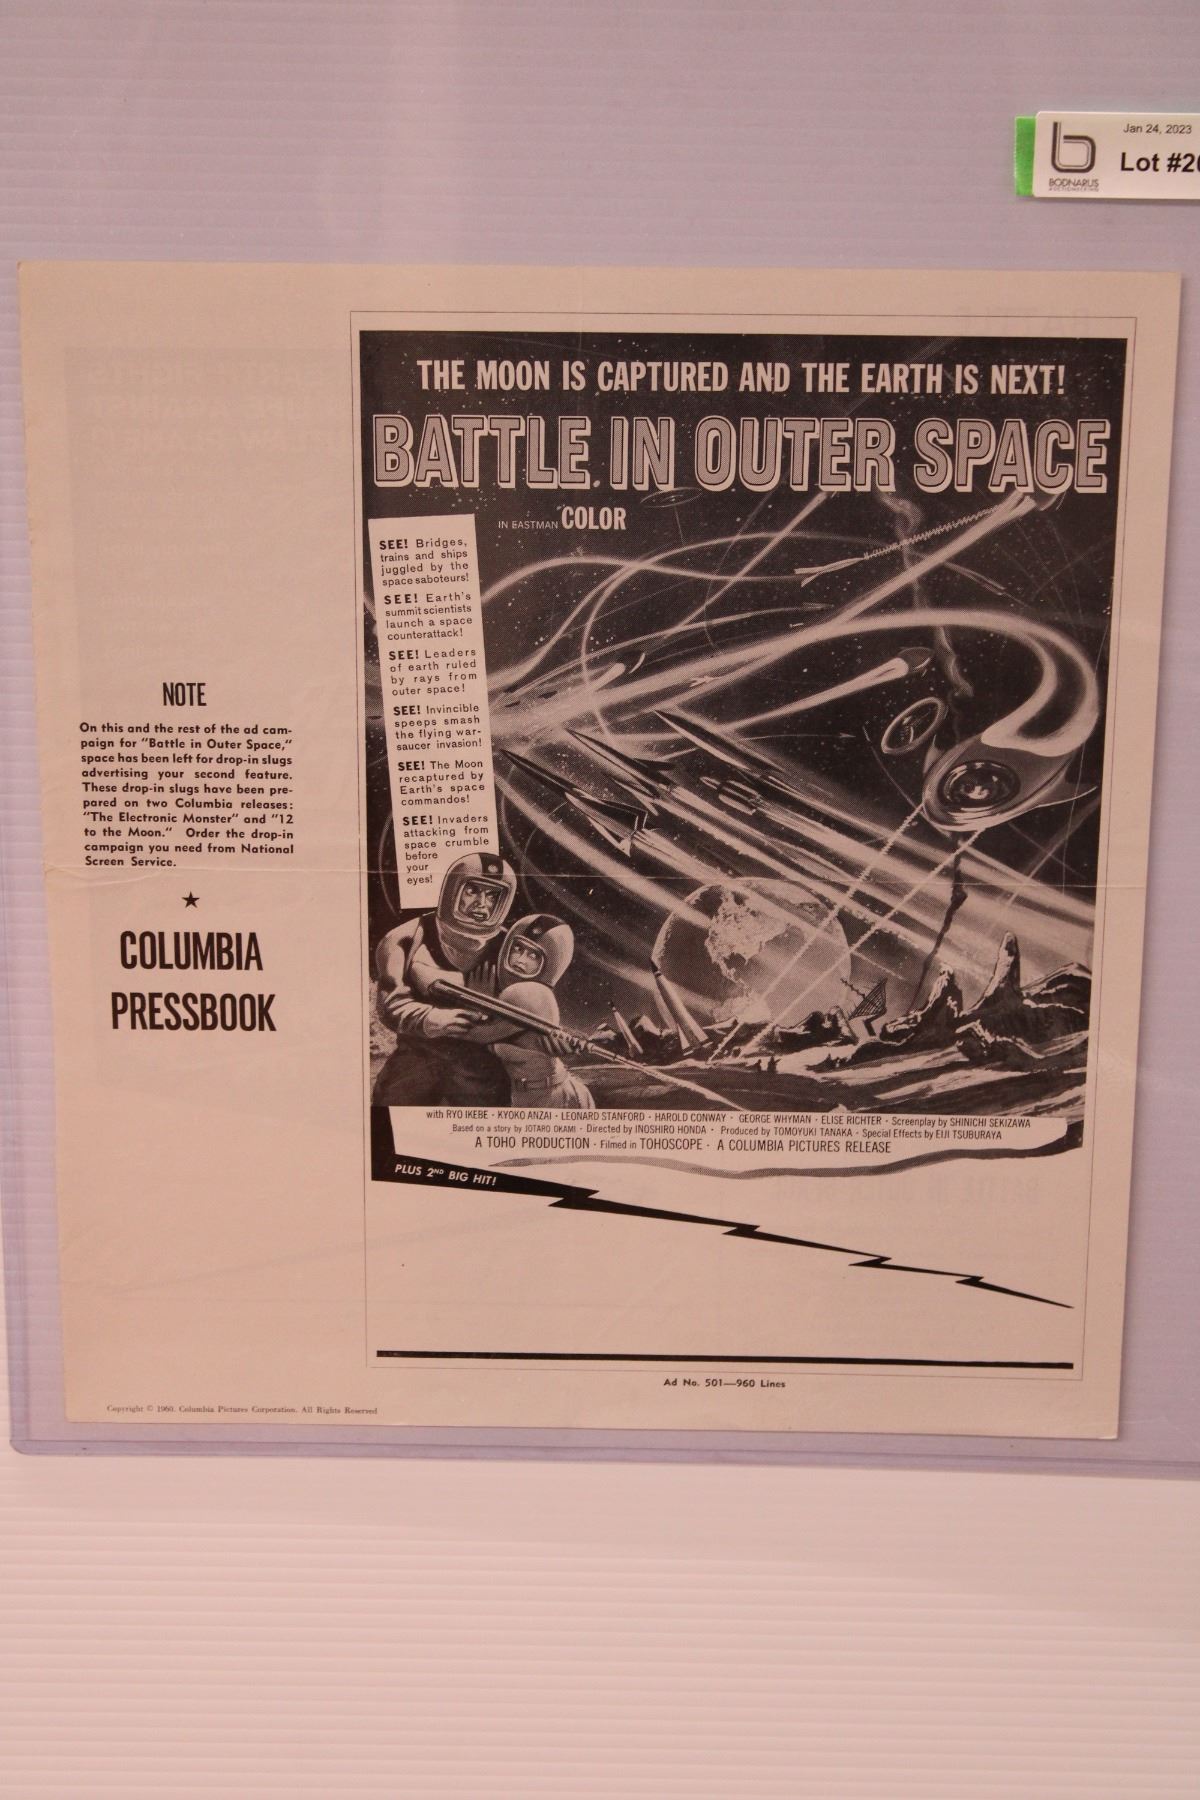 Jan 24, 2023
BODNARUS
AUCTIONEERING
Lot #20
THE MOON IS CAPTURED AND THE EARTH IS NEXT!
BATTLE IN OUTER SPACE
IN EASTMAN COLOR
SEE! Bridges,
trains and ships
juggled by the
space saboteurs!
SEE! Earth's
summit scientists
launch a space
counterattack!
SEE! Leaders
of earth ruled
by rays from
outer space!
SEE! Invincible
speeps smash
the flying war-
saucer invasion!
SEE! The Moon
recaptured by
Earth's space
commandos!
SEE! Invaders
attacking from
space crumble
before
your
eyes!
NOTE
On this and the rest of the ad cam-
paign for "Battle in Outer Space,"
space has been left for drop-in slugs
advertising your second feature.
These drop-in slugs have been pre-
pared on two Columbia releases:
"The Electronic Monster" and "12
to the Moon." Order the drop-in
campaign you need from National
Screen Service.
COLUMBIA
PRESSBOOK
with RYO IKEBE · KYOKO ANZAI · LEONARD STANFORD · HAROLD CONWAY · GEORGE WHYMAN · ELISE RICHTER · Screenplay by SHINICHI SEKIZAWA
Based on a story by JOTARO OKAMI · Directed by INOSHIRO HONDA · Produced by TOMOYUKI TANAKA · Special Effects by EIJI TSUBURAYA
A TOHO PRODUCTION · Filmed in TOHOSCOPE · A COLUMBIA PICTURES RELEASE
PLUS 2ND BIG HIT!
Ad No. 501—960 Lines
Copyright © 1960. Columbia Pictures Corporation. All Rights Reserved